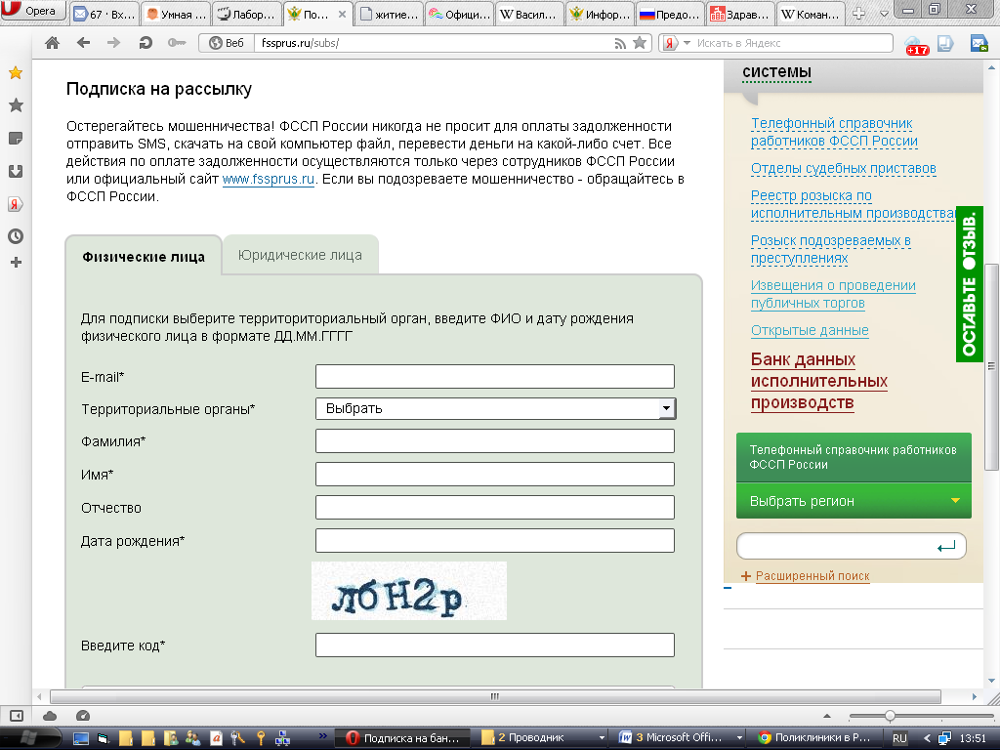 Opera
67 · Вх...
Умная ...
Лабор...
По...
житие...
Офици...
Васил...
Инфор...
Предо...
Здрав...
Коман...
Веб
fssprus.ru/subs/
Искать в Яндекс
+17
системы
Подписка на рассылку
Остерегайтесь мошенничества! ФССП России никогда не просит для оплаты задолженности
отправить SMS, скачать на свой компьютер файл, перевести деньги на какой-либо счет. Все
действия по оплате задолженности осуществляются только через сотрудников ФССП России
или официальный сайт www.fssprus.ru. Если вы подозреваете мошенничество - обращайтесь в
ФССП России.
Физические лица
Юридические лица
Для подписки выберите территориториальный орган, введите ФИО и дату рождения
физического лица в формате ДД.ММ.ГГГГ
E-mail*
Территориальные органы*
Выбрать
Фамилия*
Имя*
Отчество
Дата рождения*
лбН2р
Введите код*
Телефонный справочник
работников ФССП России
Отделы судебных приставов
Реестр розыска по
исполнительным производства
Розыск подозреваемых в
преступлениях
Извещения о проведении
публичных торгов
Открытые данные
Банк данных
исполнительных
производств
ОСТАВЬТЕ ОТЗЫВ.
Телефонный справочник работников
ФССП России
Выбрать регион
Расширенный поиск
Подписка на бан...
2 Проводник
3 Microsoft Offi...
Поликлиники в Р...
RU
13:51